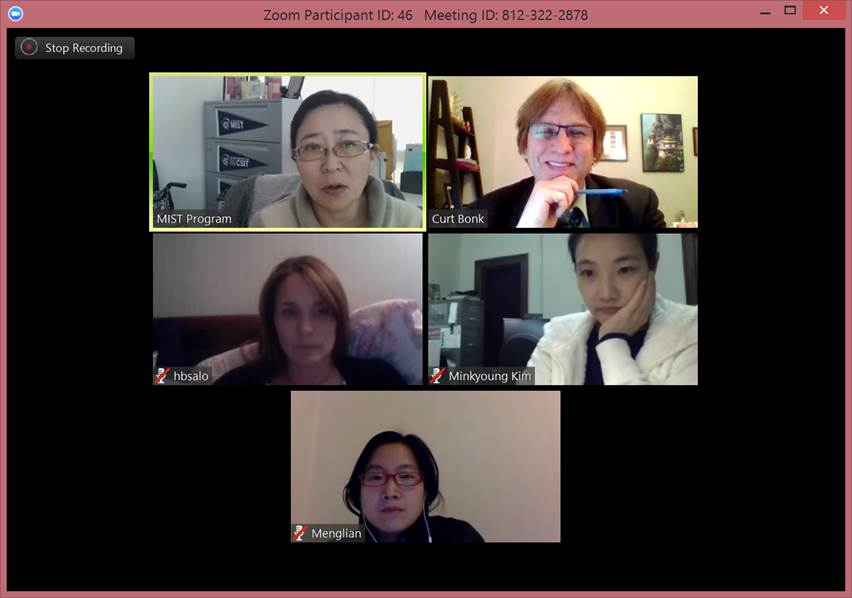 Zoom Participant ID: 46 Meeting ID: 812-322-2878
Stop Recording
MIST
MIST Program
Curt Bonk
hbsalo
Minkyoung Kim
Menglian